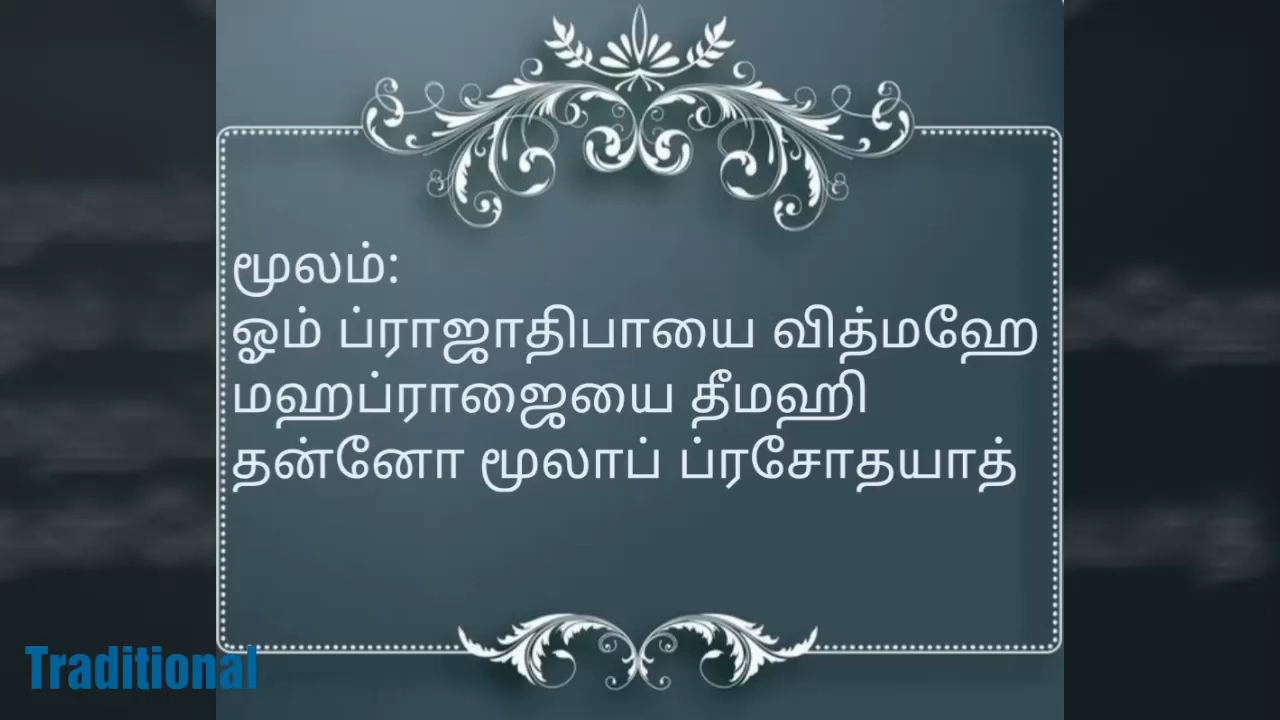 மூலம்:
ஓம் ப்ராஜாதிபாயை வித்மஹே
மஹப்ராஜையை தீமஹி
தன்னோ மூலாப் ப்ரசோதயாத்
Traditional